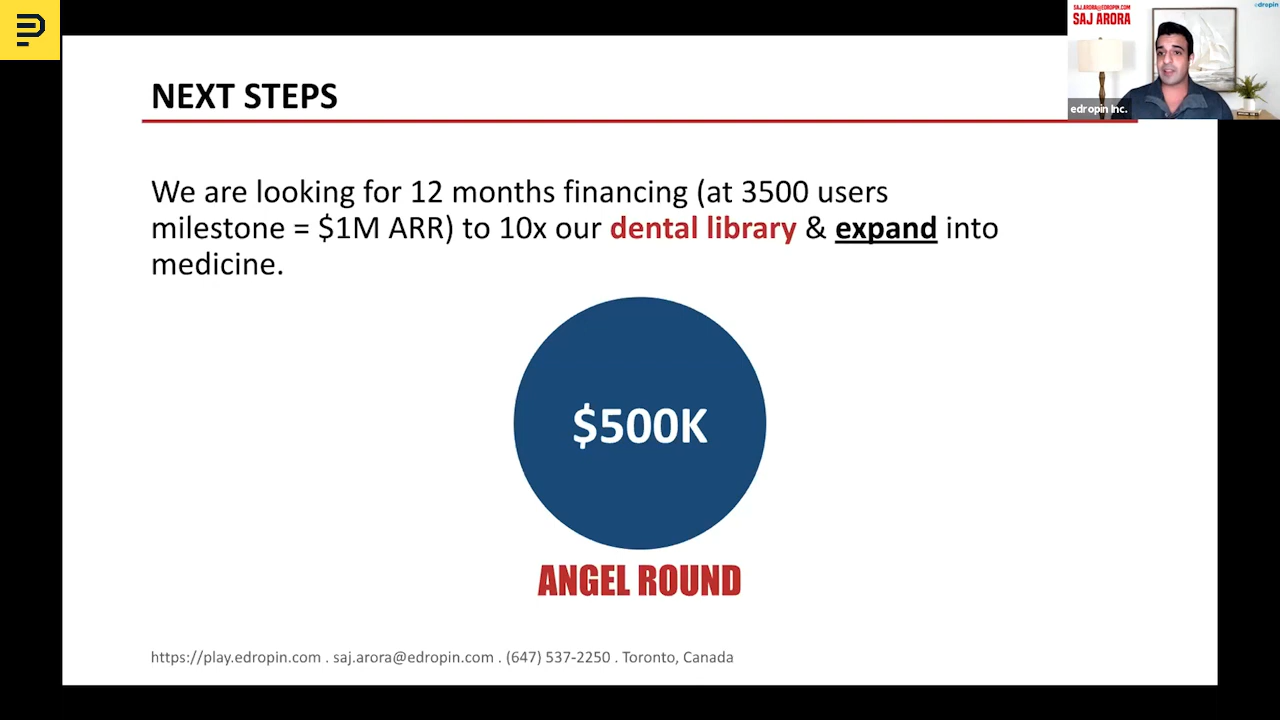 SAJ.ARORA@EDROPIN.COM
SAJ ARORA
edropin
edropin Inc.
NEXT STEPS
We are looking for 12 months financing (at 3500 users
milestone = $1M ARR) to 10x our dental library & expand into
medicine.
$500K
ANGEL ROUND
https://play.edropin.com . saj.arora@edropin.com . (647) 537-2250 . Toronto, Canada